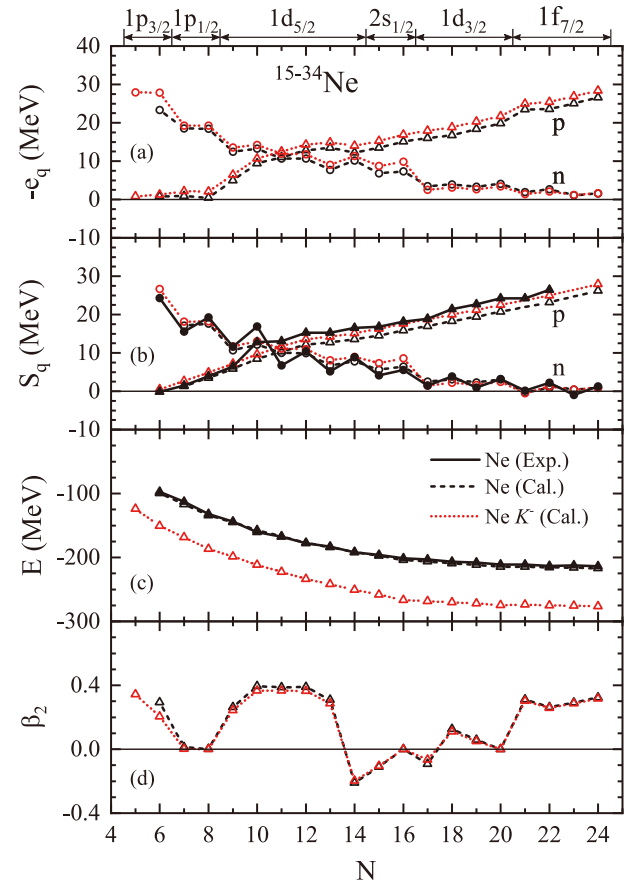 1p3/2 1p1/2 1d5/2 2s1/2 1d3/2 1f7/2
40
15-34Ne
30
20
10
0
-10
-eq (MeV)
(a)
p
n
30
20
10
0
-10
Sq (MeV)
(b)
p
n
-100
-200
-300
E (MeV)
(c)
Ne (Exp.)
Ne (Cal.)
Ne K- (Cal.)
0.4
0.0
-0.4
β2
(d)
4 6 8 10 12 14 16 18 20 22 24
N